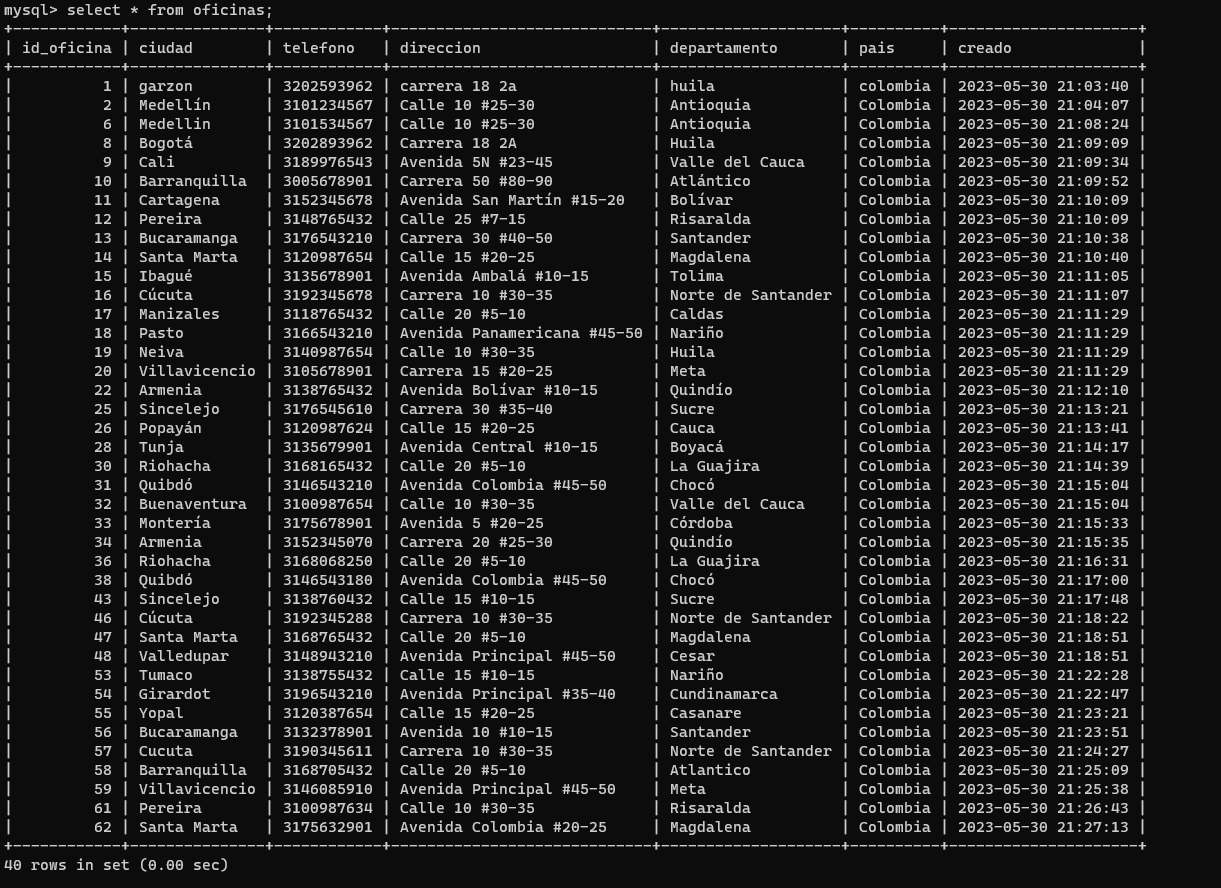 mysql> select * from oficinas;
+------------+---------------+------------+----------------------------+--------------------+----------+---------------------+
| id_oficina | ciudad        | telefono   | direccion                  | departamento       | pais     | creado              |
+------------+---------------+------------+----------------------------+--------------------+----------+---------------------+
|          1 | garzon        | 3202593962 | carrera 18 2a              | huila              | colombia | 2023-05-30 21:03:40 |
|          2 | Medellín      | 3101234567 | Calle 10 #25-30            | Antioquia          | Colombia | 2023-05-30 21:04:07 |
|          6 | Medellin      | 3101534567 | Calle 10 #25-30            | Antioquia          | Colombia | 2023-05-30 21:08:24 |
|          8 | Bogotá        | 3202893962 | Carrera 18 2A              | Huila              | Colombia | 2023-05-30 21:09:09 |
|          9 | Cali          | 3189976543 | Avenida 5N #23-45          | Valle del Cauca    | Colombia | 2023-05-30 21:09:34 |
|         10 | Barranquilla  | 3005678901 | Carrera 50 #80-90          | Atlántico          | Colombia | 2023-05-30 21:09:52 |
|         11 | Cartagena     | 3152345678 | Avenida San Martín #15-20  | Bolívar            | Colombia | 2023-05-30 21:10:09 |
|         12 | Pereira       | 3148765432 | Calle 25 #7-15             | Risaralda          | Colombia | 2023-05-30 21:10:09 |
|         13 | Bucaramanga   | 3176543210 | Carrera 30 #40-50          | Santander          | Colombia | 2023-05-30 21:10:38 |
|         14 | Santa Marta   | 3120987654 | Calle 15 #20-25            | Magdalena          | Colombia | 2023-05-30 21:10:40 |
|         15 | Ibagué        | 3135678901 | Avenida Ambalá #10-15      | Tolima             | Colombia | 2023-05-30 21:11:05 |
|         16 | Cúcuta        | 3192345678 | Carrera 10 #30-35          | Norte de Santander | Colombia | 2023-05-30 21:11:07 |
|         17 | Manizales     | 3118765432 | Calle 20 #5-10             | Caldas             | Colombia | 2023-05-30 21:11:29 |
|         18 | Pasto         | 3166543210 | Avenida Panamericana #45-50 | Nariño             | Colombia | 2023-05-30 21:11:29 |
|         19 | Neiva         | 3140987654 | Calle 10 #30-35            | Huila              | Colombia | 2023-05-30 21:11:29 |
|         20 | Villavicencio | 3105678901 | Carrera 15 #20-25          | Meta               | Colombia | 2023-05-30 21:11:29 |
|         22 | Armenia       | 3138765432 | Avenida Bolívar #10-15     | Quindío            | Colombia | 2023-05-30 21:12:10 |
|         25 | Sincelejo     | 3176545610 | Carrera 30 #35-40          | Sucre              | Colombia | 2023-05-30 21:13:21 |
|         26 | Popayán       | 3120987624 | Calle 15 #20-25            | Cauca              | Colombia | 2023-05-30 21:13:41 |
|         28 | Tunja         | 3135679901 | Avenida Central #10-15     | Boyacá             | Colombia | 2023-05-30 21:14:17 |
|         30 | Riohacha      | 3168165432 | Calle 20 #5-10             | La Guajira         | Colombia | 2023-05-30 21:14:39 |
|         31 | Quibdó        | 3146543210 | Avenida Colombia #45-50    | Chocó              | Colombia | 2023-05-30 21:15:04 |
|         32 | Buenaventura  | 3100987654 | Calle 10 #30-35            | Valle del Cauca    | Colombia | 2023-05-30 21:15:04 |
|         33 | Montería      | 3175678901 | Avenida 5 #20-25           | Córdoba            | Colombia | 2023-05-30 21:15:33 |
|         34 | Armenia       | 3152345070 | Carrera 20 #25-30          | Quindío            | Colombia | 2023-05-30 21:15:35 |
|         36 | Riohacha      | 3168068250 | Calle 20 #5-10             | La Guajira         | Colombia | 2023-05-30 21:16:31 |
|         38 | Quibdó        | 3146543180 | Avenida Colombia #45-50    | Chocó              | Colombia | 2023-05-30 21:17:00 |
|         43 | Sincelejo     | 3138760432 | Calle 15 #10-15            | Sucre              | Colombia | 2023-05-30 21:17:48 |
|         46 | Cúcuta        | 3192345288 | Carrera 10 #30-35          | Norte de Santander | Colombia | 2023-05-30 21:18:22 |
|         47 | Santa Marta   | 3168765432 | Calle 20 #5-10             | Magdalena          | Colombia | 2023-05-30 21:18:51 |
|         48 | Valledupar    | 3148943210 | Avenida Principal #45-50   | Cesar              | Colombia | 2023-05-30 21:18:51 |
|         53 | Tumaco        | 3138755432 | Calle 15 #10-15            | Nariño             | Colombia | 2023-05-30 21:22:28 |
|         54 | Girardot      | 3196543210 | Avenida Principal #35-40   | Cundinamarca       | Colombia | 2023-05-30 21:22:47 |
|         55 | Yopal         | 3120387654 | Calle 15 #20-25            | Casanare           | Colombia | 2023-05-30 21:23:21 |
|         56 | Bucaramanga   | 3132378901 | Avenida 10 #10-15          | Santander          | Colombia | 2023-05-30 21:23:51 |
|         57 | Cucuta        | 3190345611 | Carrera 10 #30-35          | Norte de Santander | Colombia | 2023-05-30 21:24:27 |
|         58 | Barranquilla  | 3168705432 | Calle 20 #5-10             | Atlantico          | Colombia | 2023-05-30 21:25:09 |
|         59 | Villavicencio | 3146085910 | Avenida Principal #45-50   | Meta               | Colombia | 2023-05-30 21:25:38 |
|         61 | Pereira       | 3100987634 | Calle 10 #30-35            | Risaralda          | Colombia | 2023-05-30 21:26:43 |
|         62 | Santa Marta   | 3175632901 | Avenida Colombia #20-25    | Magdalena          | Colombia | 2023-05-30 21:27:13 |
+------------+---------------+------------+----------------------------+--------------------+----------+---------------------+
40 rows in set (0.00 sec)